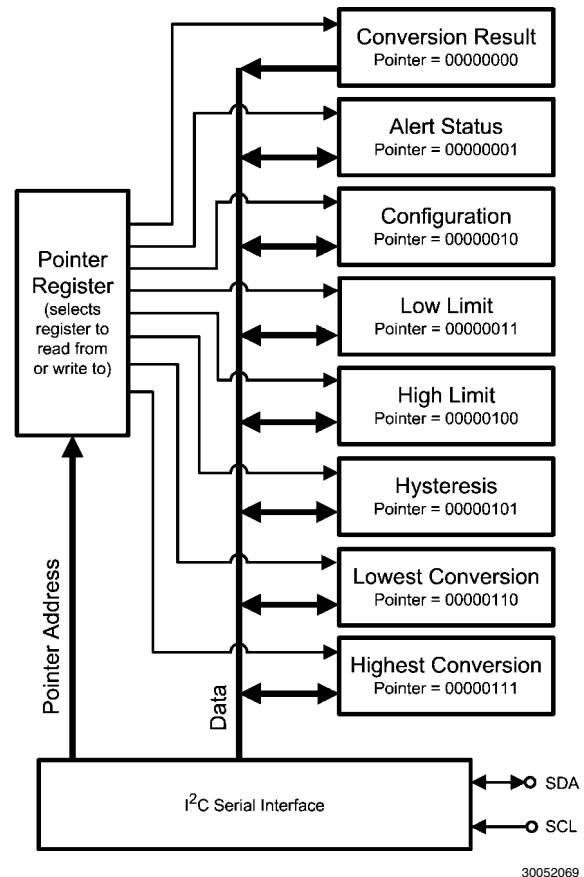 Conversion Result
Pointer = 00000000
Alert Status
Pointer = 00000001
Configuration
Pointer = 00000010
Low Limit
Pointer = 00000011
High Limit
Pointer = 00000100
Hysteresis
Pointer = 00000101
Lowest Conversion
Pointer = 00000110
Highest Conversion
Pointer = 00000111
Pointer
Register
(selects
register to
read from
or write to)
Pointer Address
Data
I²C Serial Interface
SDA
SCL
30052069